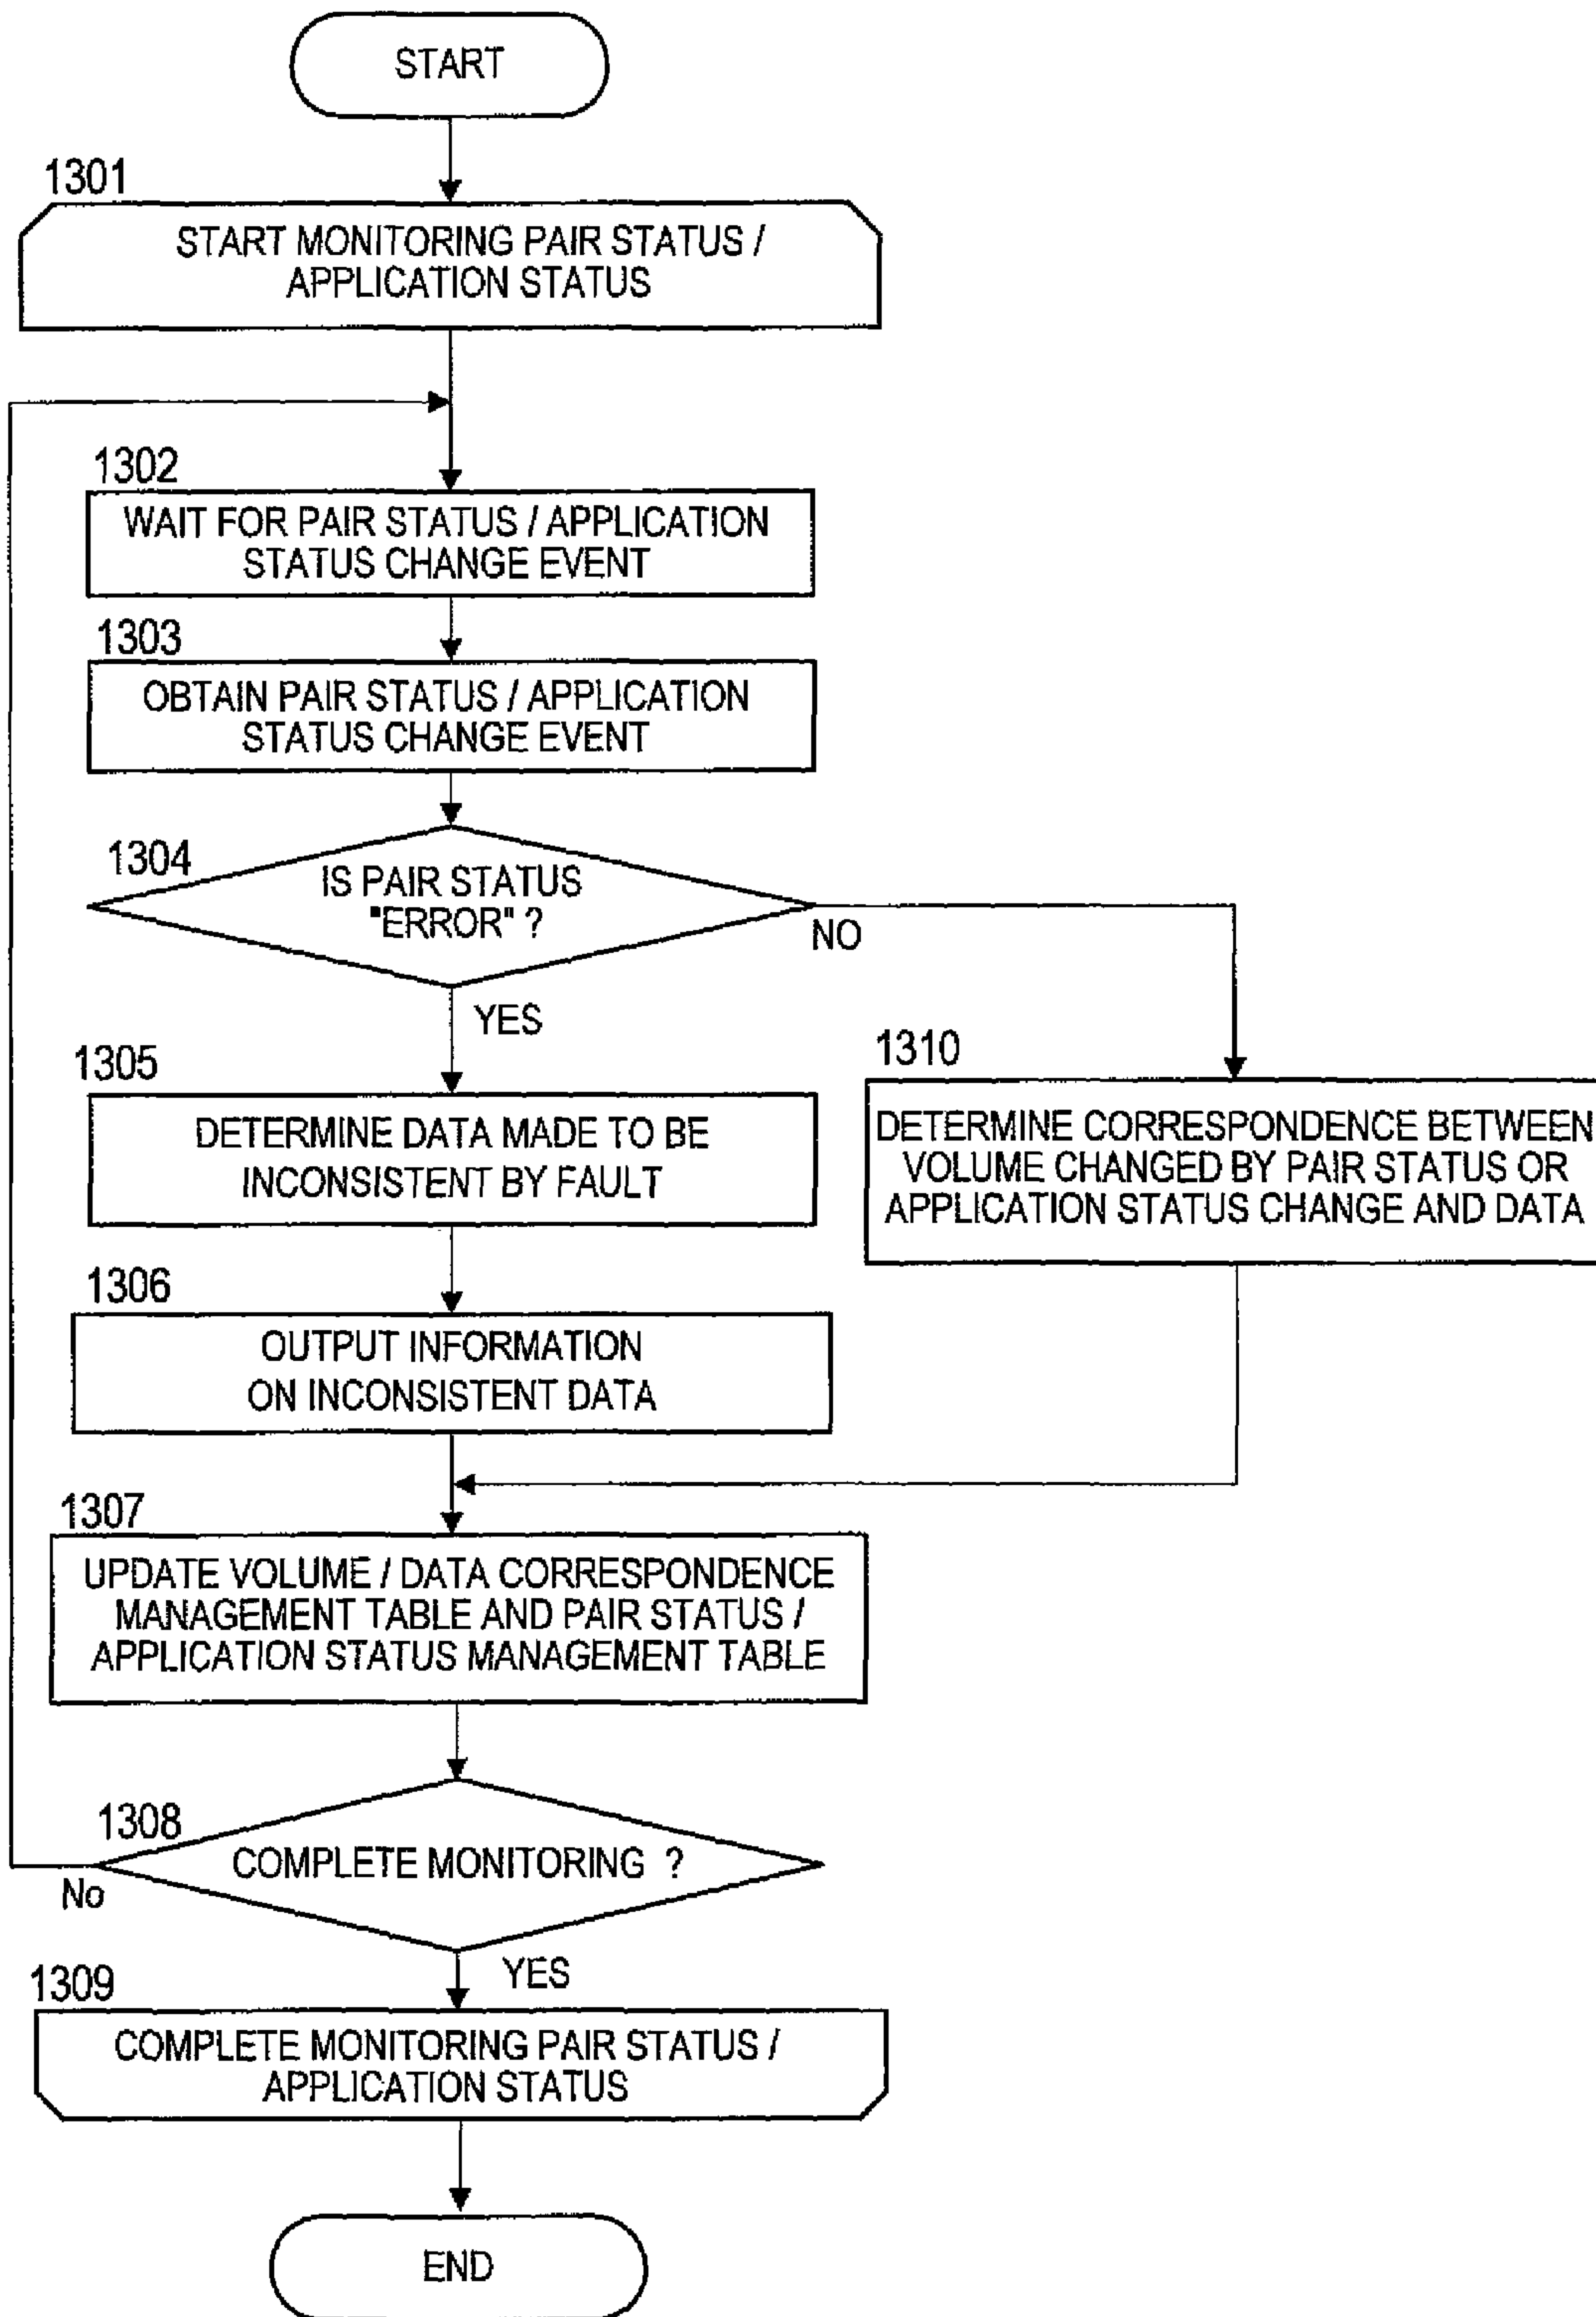 START
1301
START MONITORING PAIR STATUS /
APPLICATION STATUS
1302
WAIT FOR PAIR STATUS / APPLICATION
STATUS CHANGE EVENT
1303
OBTAIN PAIR STATUS / APPLICATION
STATUS CHANGE EVENT
1304
IS PAIR STATUS
"ERROR" ?
NO
YES
1305
DETERMINE DATA MADE TO BE
INCONSISTENT BY FAULT
1310
DETERMINE CORRESPONDENCE BETWEEN
VOLUME CHANGED BY PAIR STATUS OR
APPLICATION STATUS CHANGE AND DATA
1306
OUTPUT INFORMATION
ON INCONSISTENT DATA
1307
UPDATE VOLUME / DATA CORRESPONDENCE
MANAGEMENT TABLE AND PAIR STATUS /
APPLICATION STATUS MANAGEMENT TABLE
1308
COMPLETE MONITORING ?
No
YES
1309
COMPLETE MONITORING PAIR STATUS /
APPLICATION STATUS
END